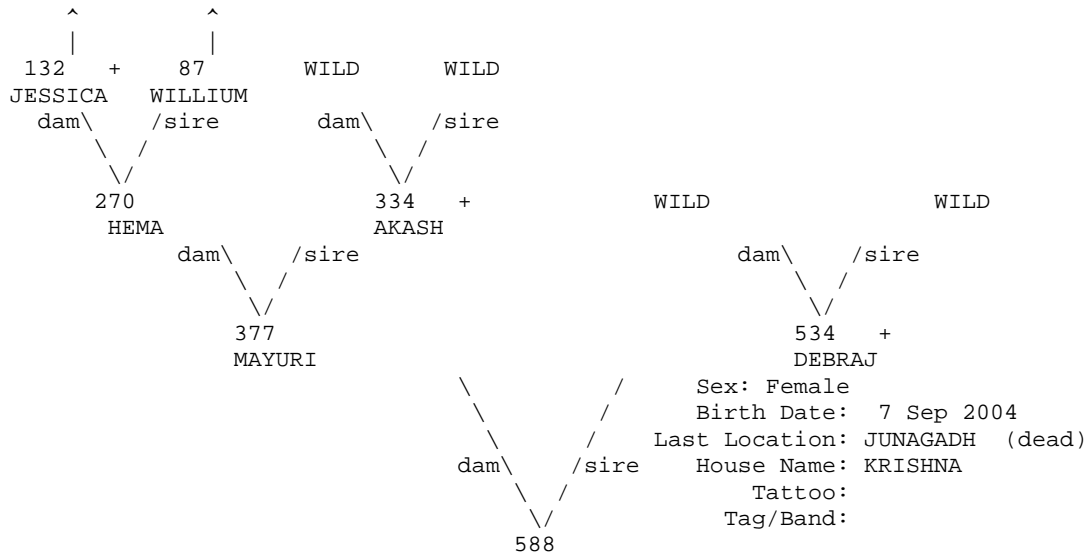 ^ ^
| |
132 + 87 WILD WILD
JESSICA WILLIUM
dam\ /sire dam\ /sire
\ / \ /
\/ \/
270 334 + WILD WILD
HEMA AKASH
dam\ /sire dam\ /sire
\ / \ /
\/ \/
377 534 +
MAYURI DEBRAJ
\ / Sex: Female
\ / Birth Date: 7 Sep 2004
\ / Last Location: JUNAGADH (dead)
dam\ /sire House Name: KRISHNA
\ / Tattoo:
\/ Tag/Band:
588